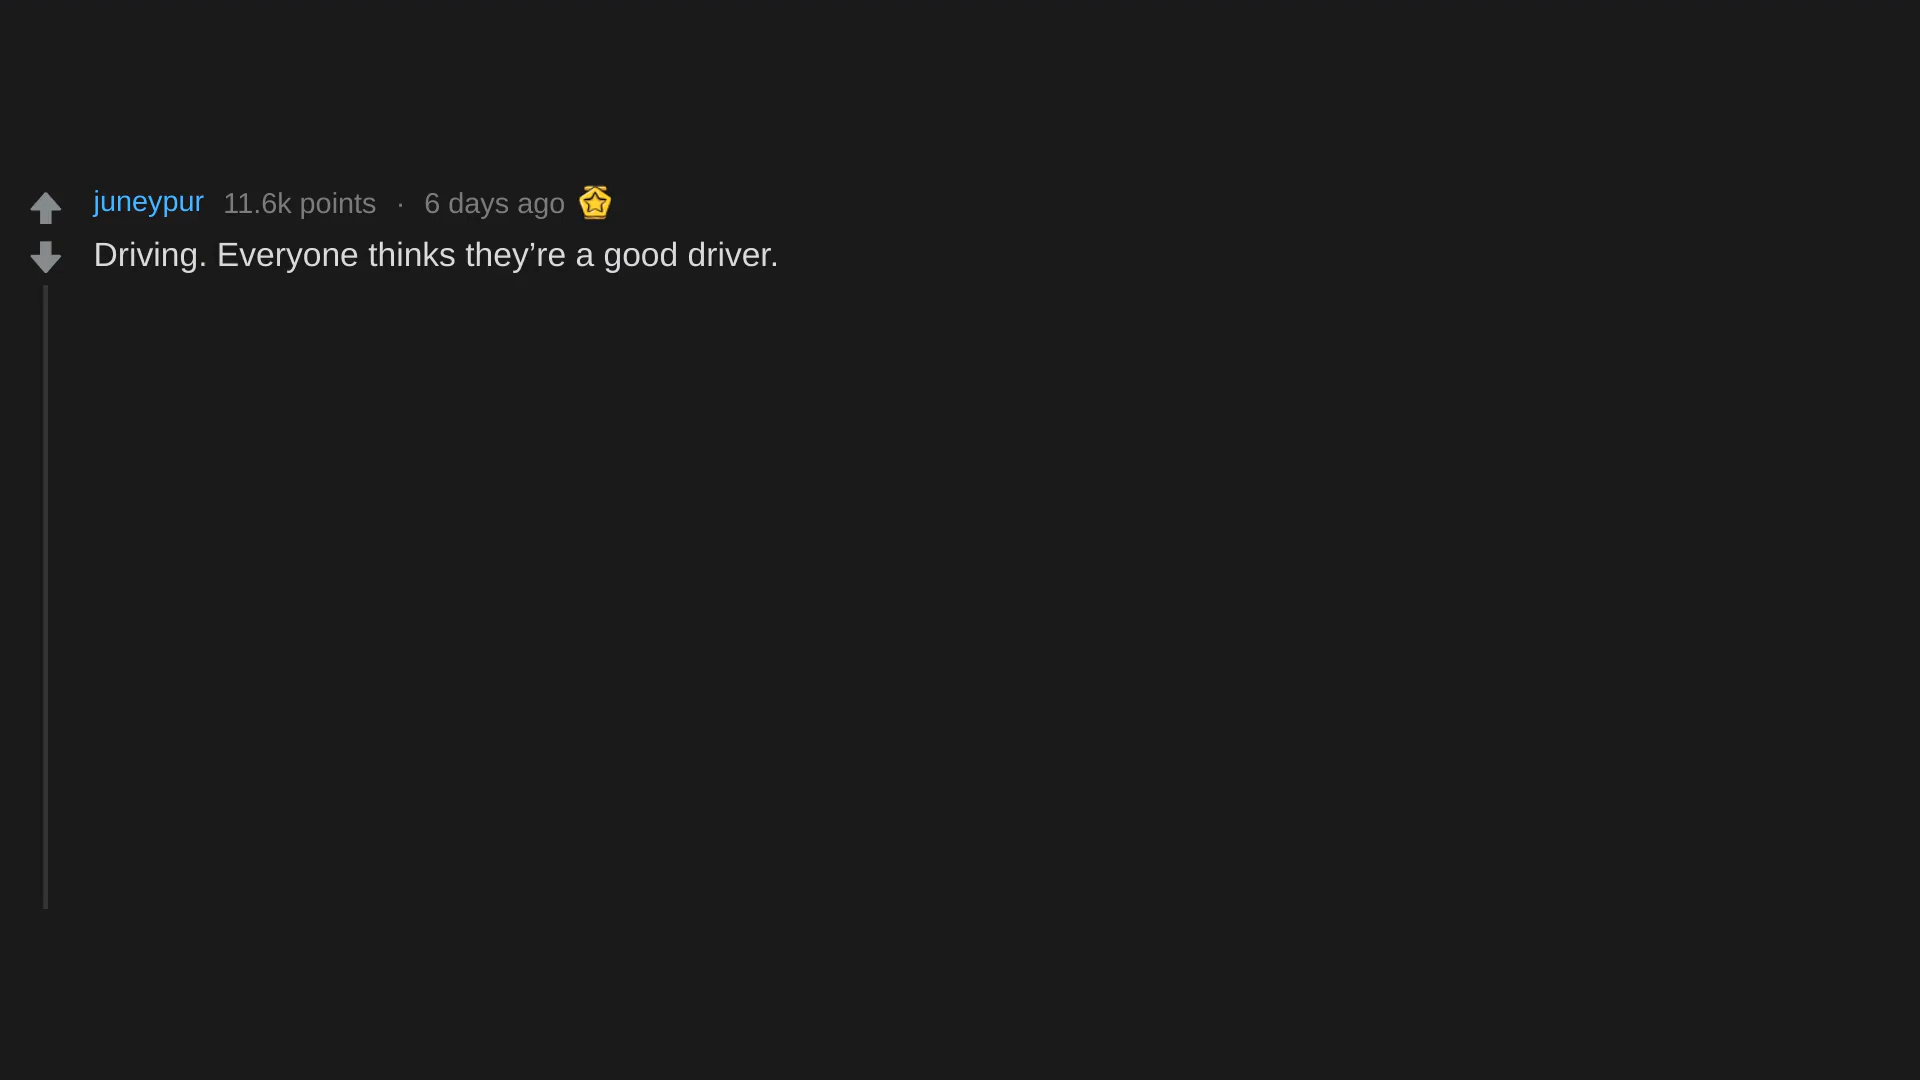 juneypur 11.6k points · 6 days ago
Driving. Everyone thinks they’re a good driver.